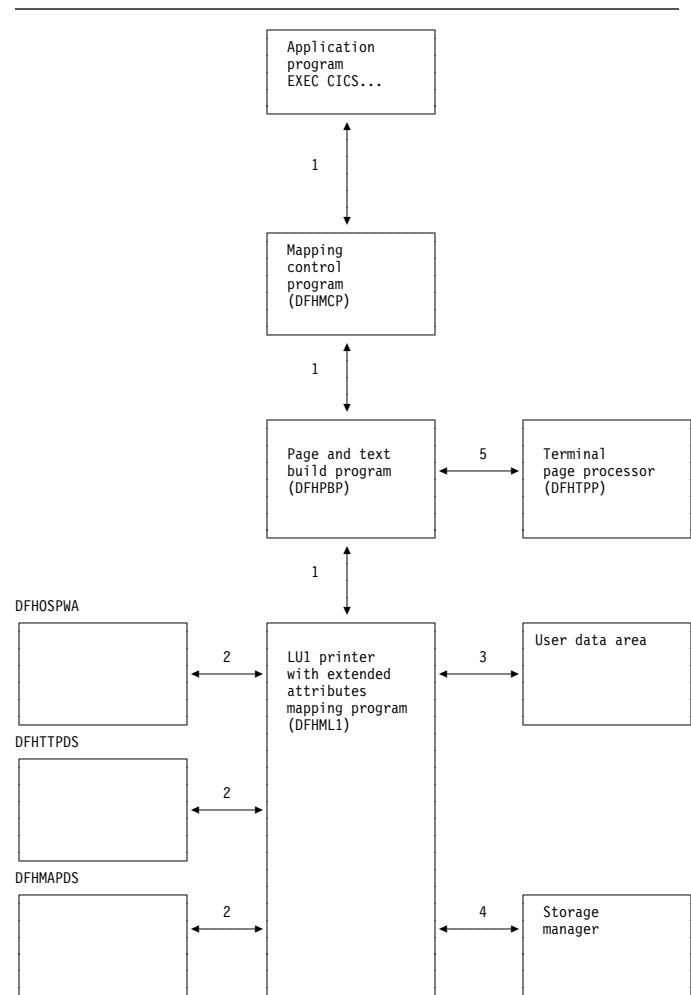 Application
program
EXEC CICS...
1
Mapping
control
program
(DFHMCP)
1
Page and text
build program
(DFHPBP)
5
Terminal
page processor
(DFHTPP)
1
DFHOSPWA
2
LU1 printer
with extended
attributes
mapping program
(DFHML1)
3
User data area
DFHTTPDS
2
DFHMAPDS
2
4
Storage
manager